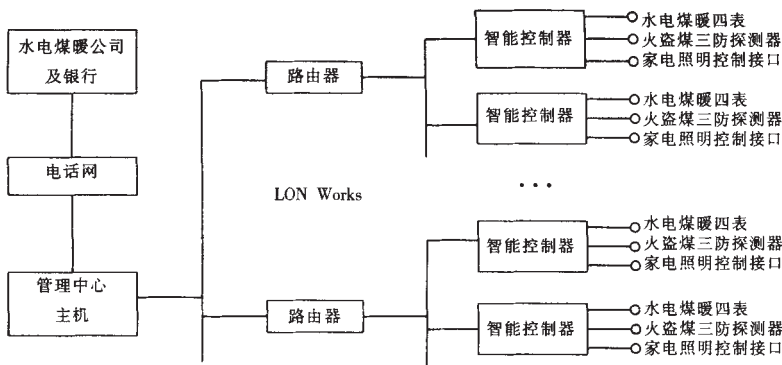 水电煤暖公司
及银行
电话网
管理中心
主机
路由器
LON Works
路由器
智能控制器
水电煤暖四表
火盗煤三防探测器
家电照明控制接口
智能控制器
水电煤暖四表
火盗煤三防探测器
家电照明控制接口
...
智能控制器
水电煤暖四表
火盗煤三防探测器
家电照明控制接口
智能控制器
水电煤暖四表
火盗煤三防探测器
家电照明控制接口